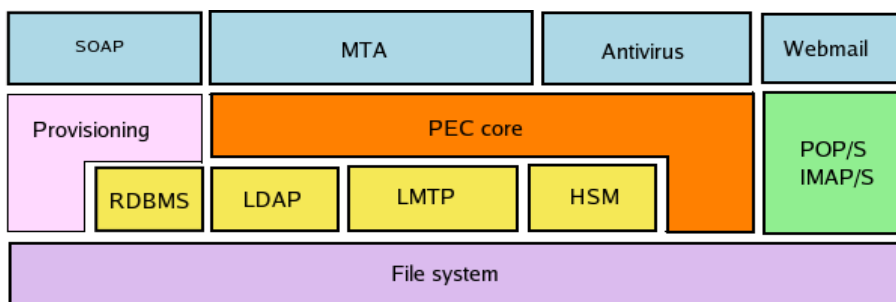 SOAP
MTA
Antivirus
Webmail
Provisioning
PEC core
POP/S
IMAP/S
RDBMS
LDAP
LMTP
HSM
File system